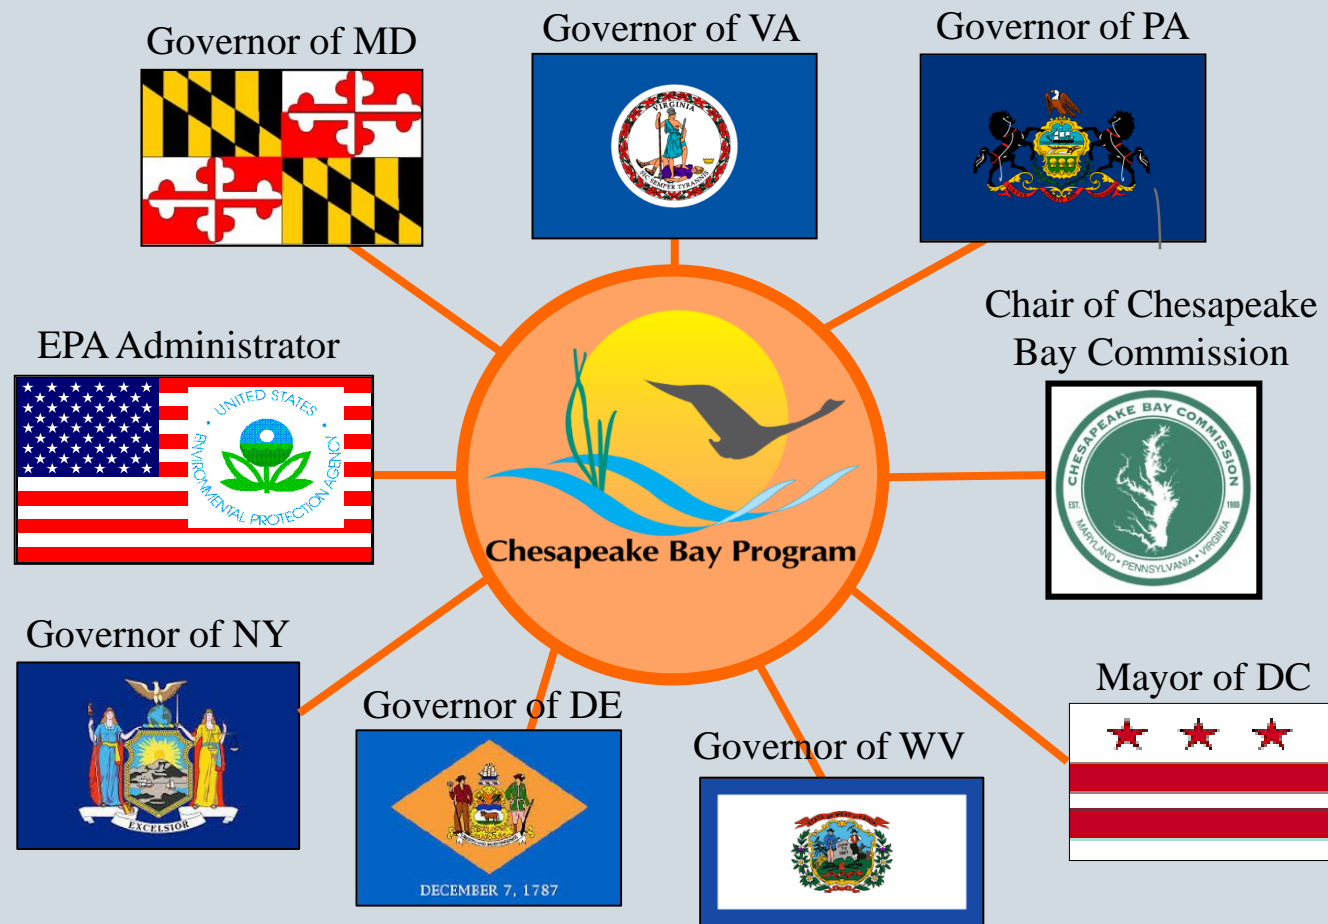 Governor of MD
Governor of VA
Governor of PA
VIRGINIA
SIC SEMPER TYRANNIS
EPA Administrator
UNITED STATES
ENVIRONMENTAL PROTECTION AGENCY
Chair of Chesapeake
Bay Commission
CHESAPEAKE BAY COMMISSION
EST. 1980
MARYLAND • PENNSYLVANIA • VIRGINIA
Chesapeake Bay Program
Governor of NY
EXCELSIOR
Governor of DE
DECEMBER 7, 1787
Governor of WV
Mayor of DC